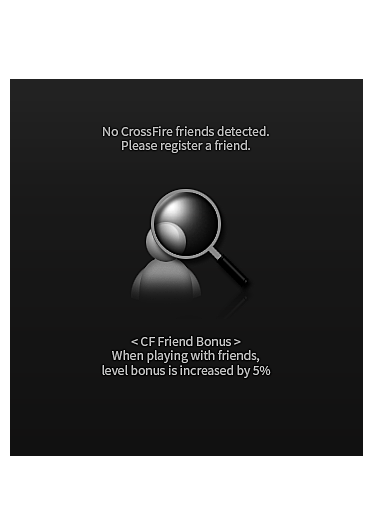 No CrossFire friends detected.
Please register a friend.
< CF Friend Bonus >
When playing with friends,
level bonus is increased by 5%